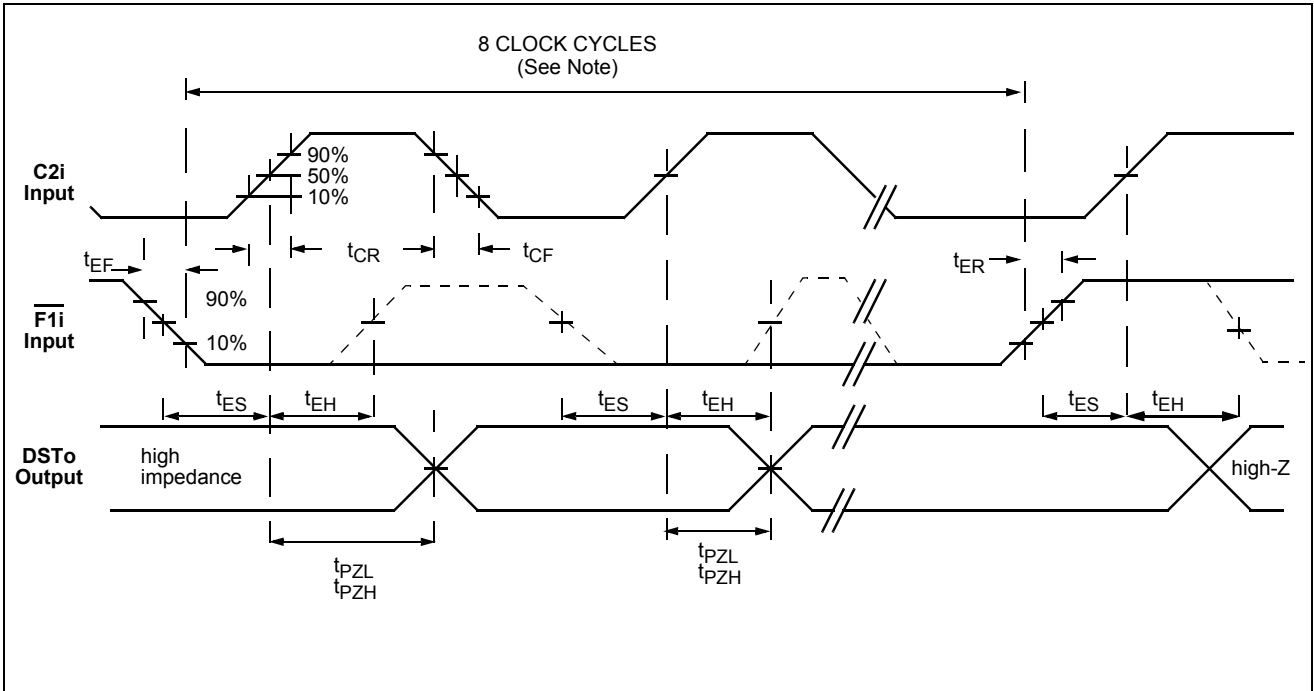 8 CLOCK CYCLES
(See Note)
C2i
Input
90%
50%
10%
tEF
tCR
tCF
tER
F1i
Input
90%
10%
tES
tEH
tES
tEH
tES
tEH
DSTo
Output
high
impedance
high-Z
tPZL
tPZH
tPZL
tPZH